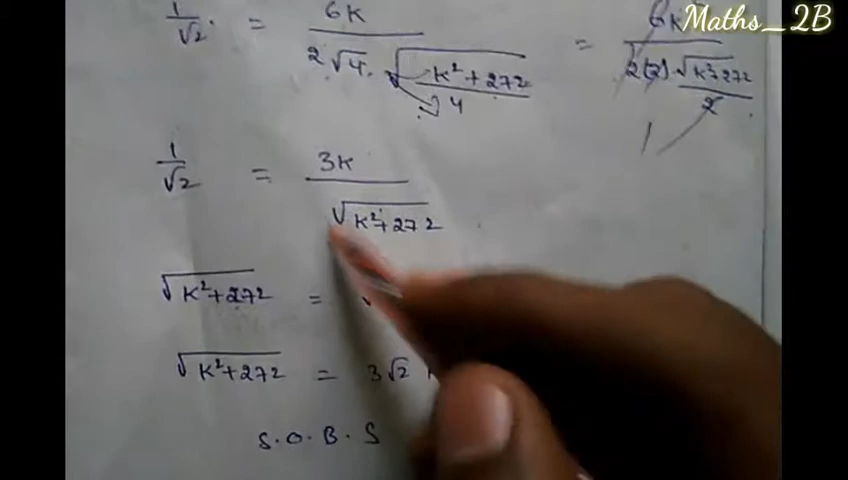 Maths_2B
1/√2 = 6K / 2√4 · √(K²+272 / 4) = 6K / 2(2) · √K²+272 / 2
1/√2 = 3K / √K²+272
√K²+272 =
√K²+272 = 3√2
S.O.B.S